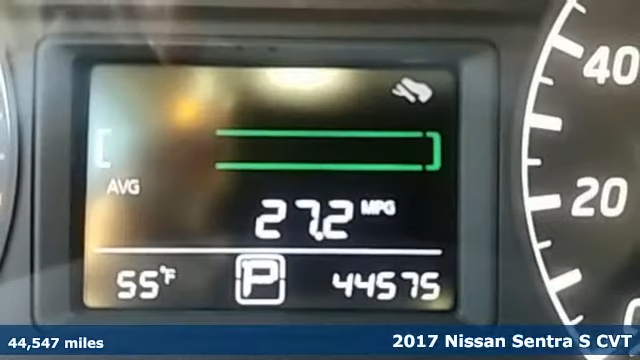 40
AVG
27.2 MPG
20
55°F P 44575
44,547 miles
2017 Nissan Sentra S CVT